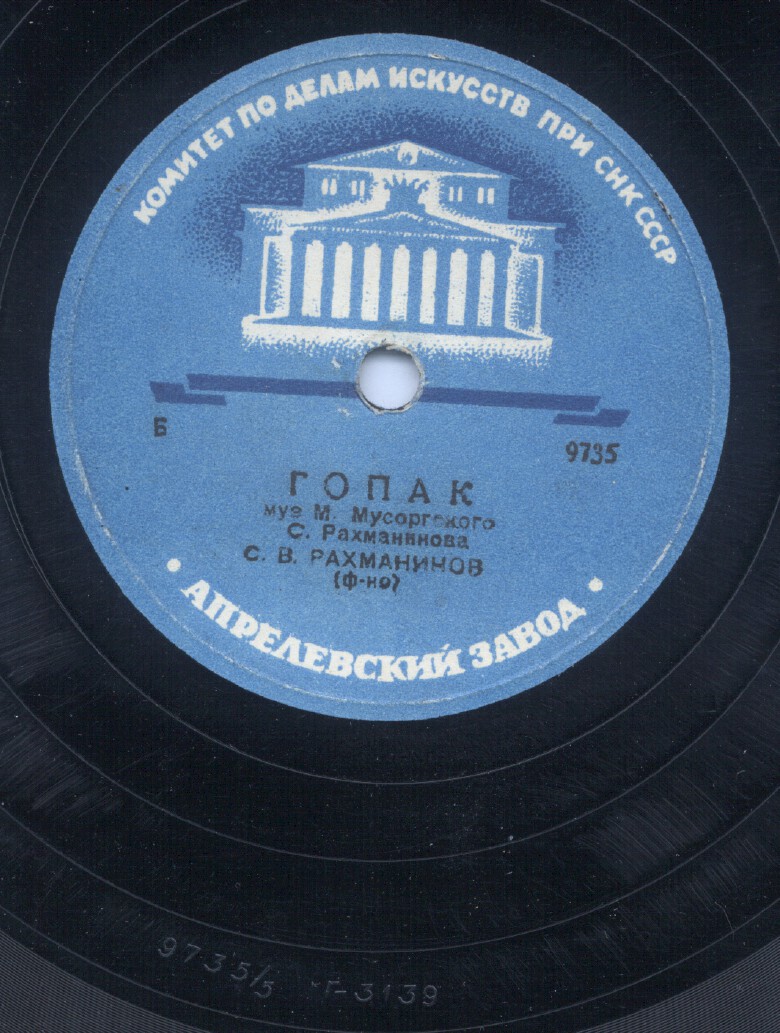 КОМИТЕТ ПО ДЕЛАМ ИСКУССТВ ПРИ СНК СССР
Б
9735
ГОПАК
муз М. Мусоргского
С. Рахманинова
С. В. РАХМАНИНОВ
(ф-но)
• АПРЕЛЕВСКИЙ ЗАВОД •
9735/5 Г-3139